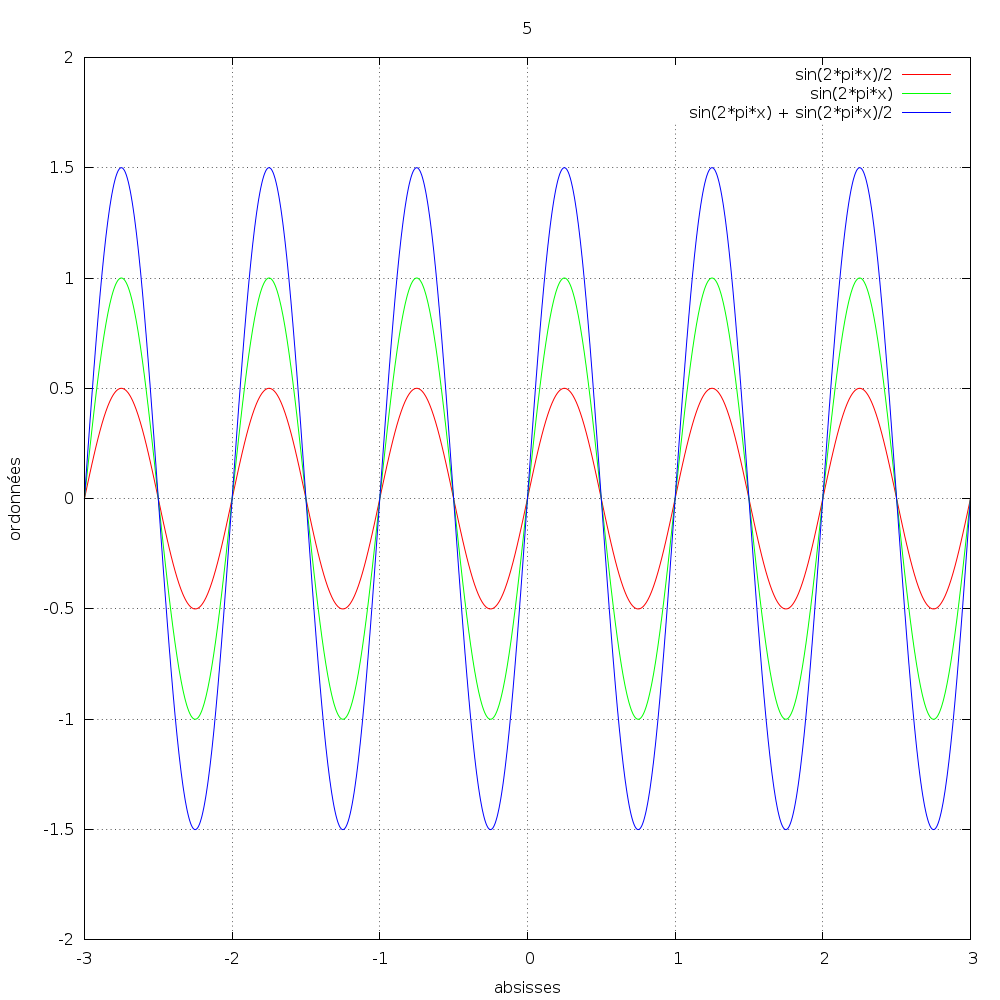 5
sin(2*pi*x)/2
sin(2*pi*x)
sin(2*pi*x) + sin(2*pi*x)/2
2
1.5
1
0.5
0
-0.5
-1
-1.5
-2
ordonnées
-3 -2 -1 0 1 2 3
absisses